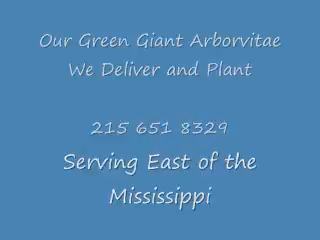 Our Green Giant Arborvitae
We Deliver and Plant
215 651 8329
Serving East of the
Mississippi